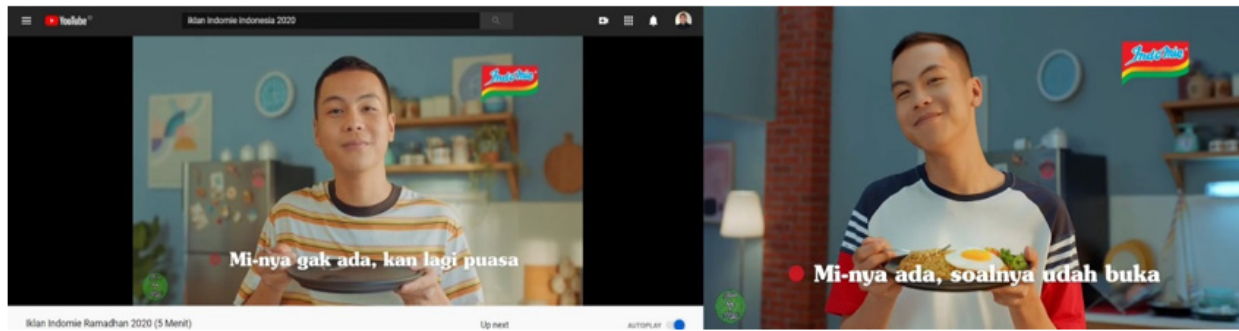 YouTube
Iklan Indomie Indonesia 2020
Indomie
Mi-nya gak ada, kan lagi puasa
Iklan Indomie Ramadhan 2020 (5 Menit)
Up next
AUTOPLAY
Indomie
Mi-nya ada, soalnya udah buka